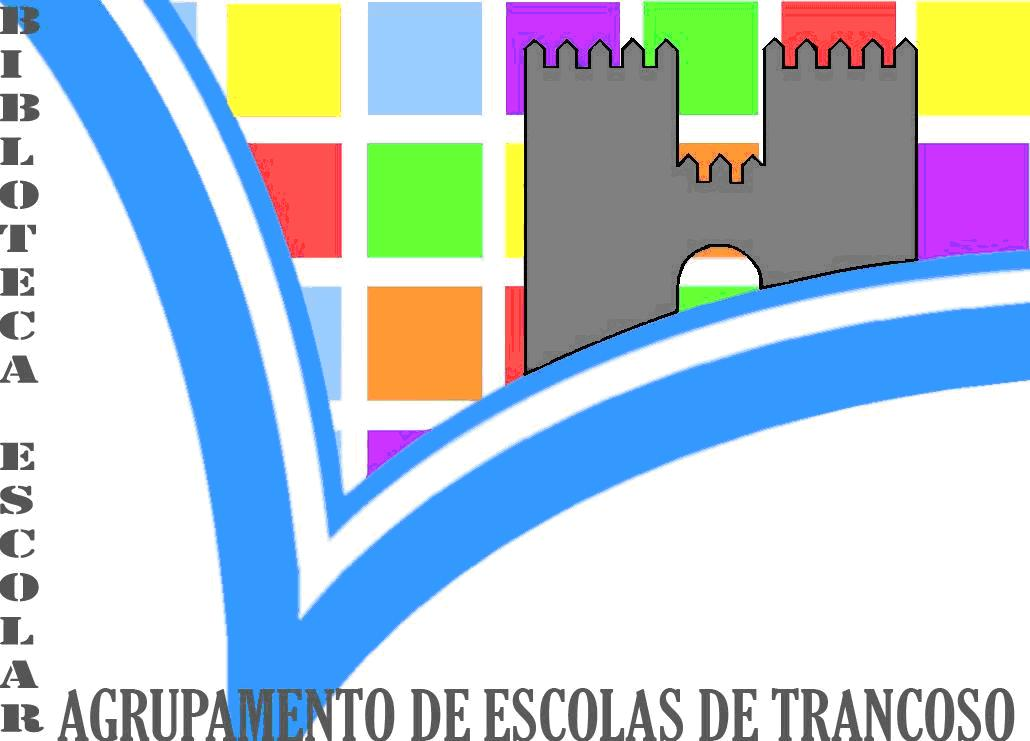 BIBLOTECA ESCOLAR
AGRUPAMENTO DE ESCOLAS DE TRANCOSO